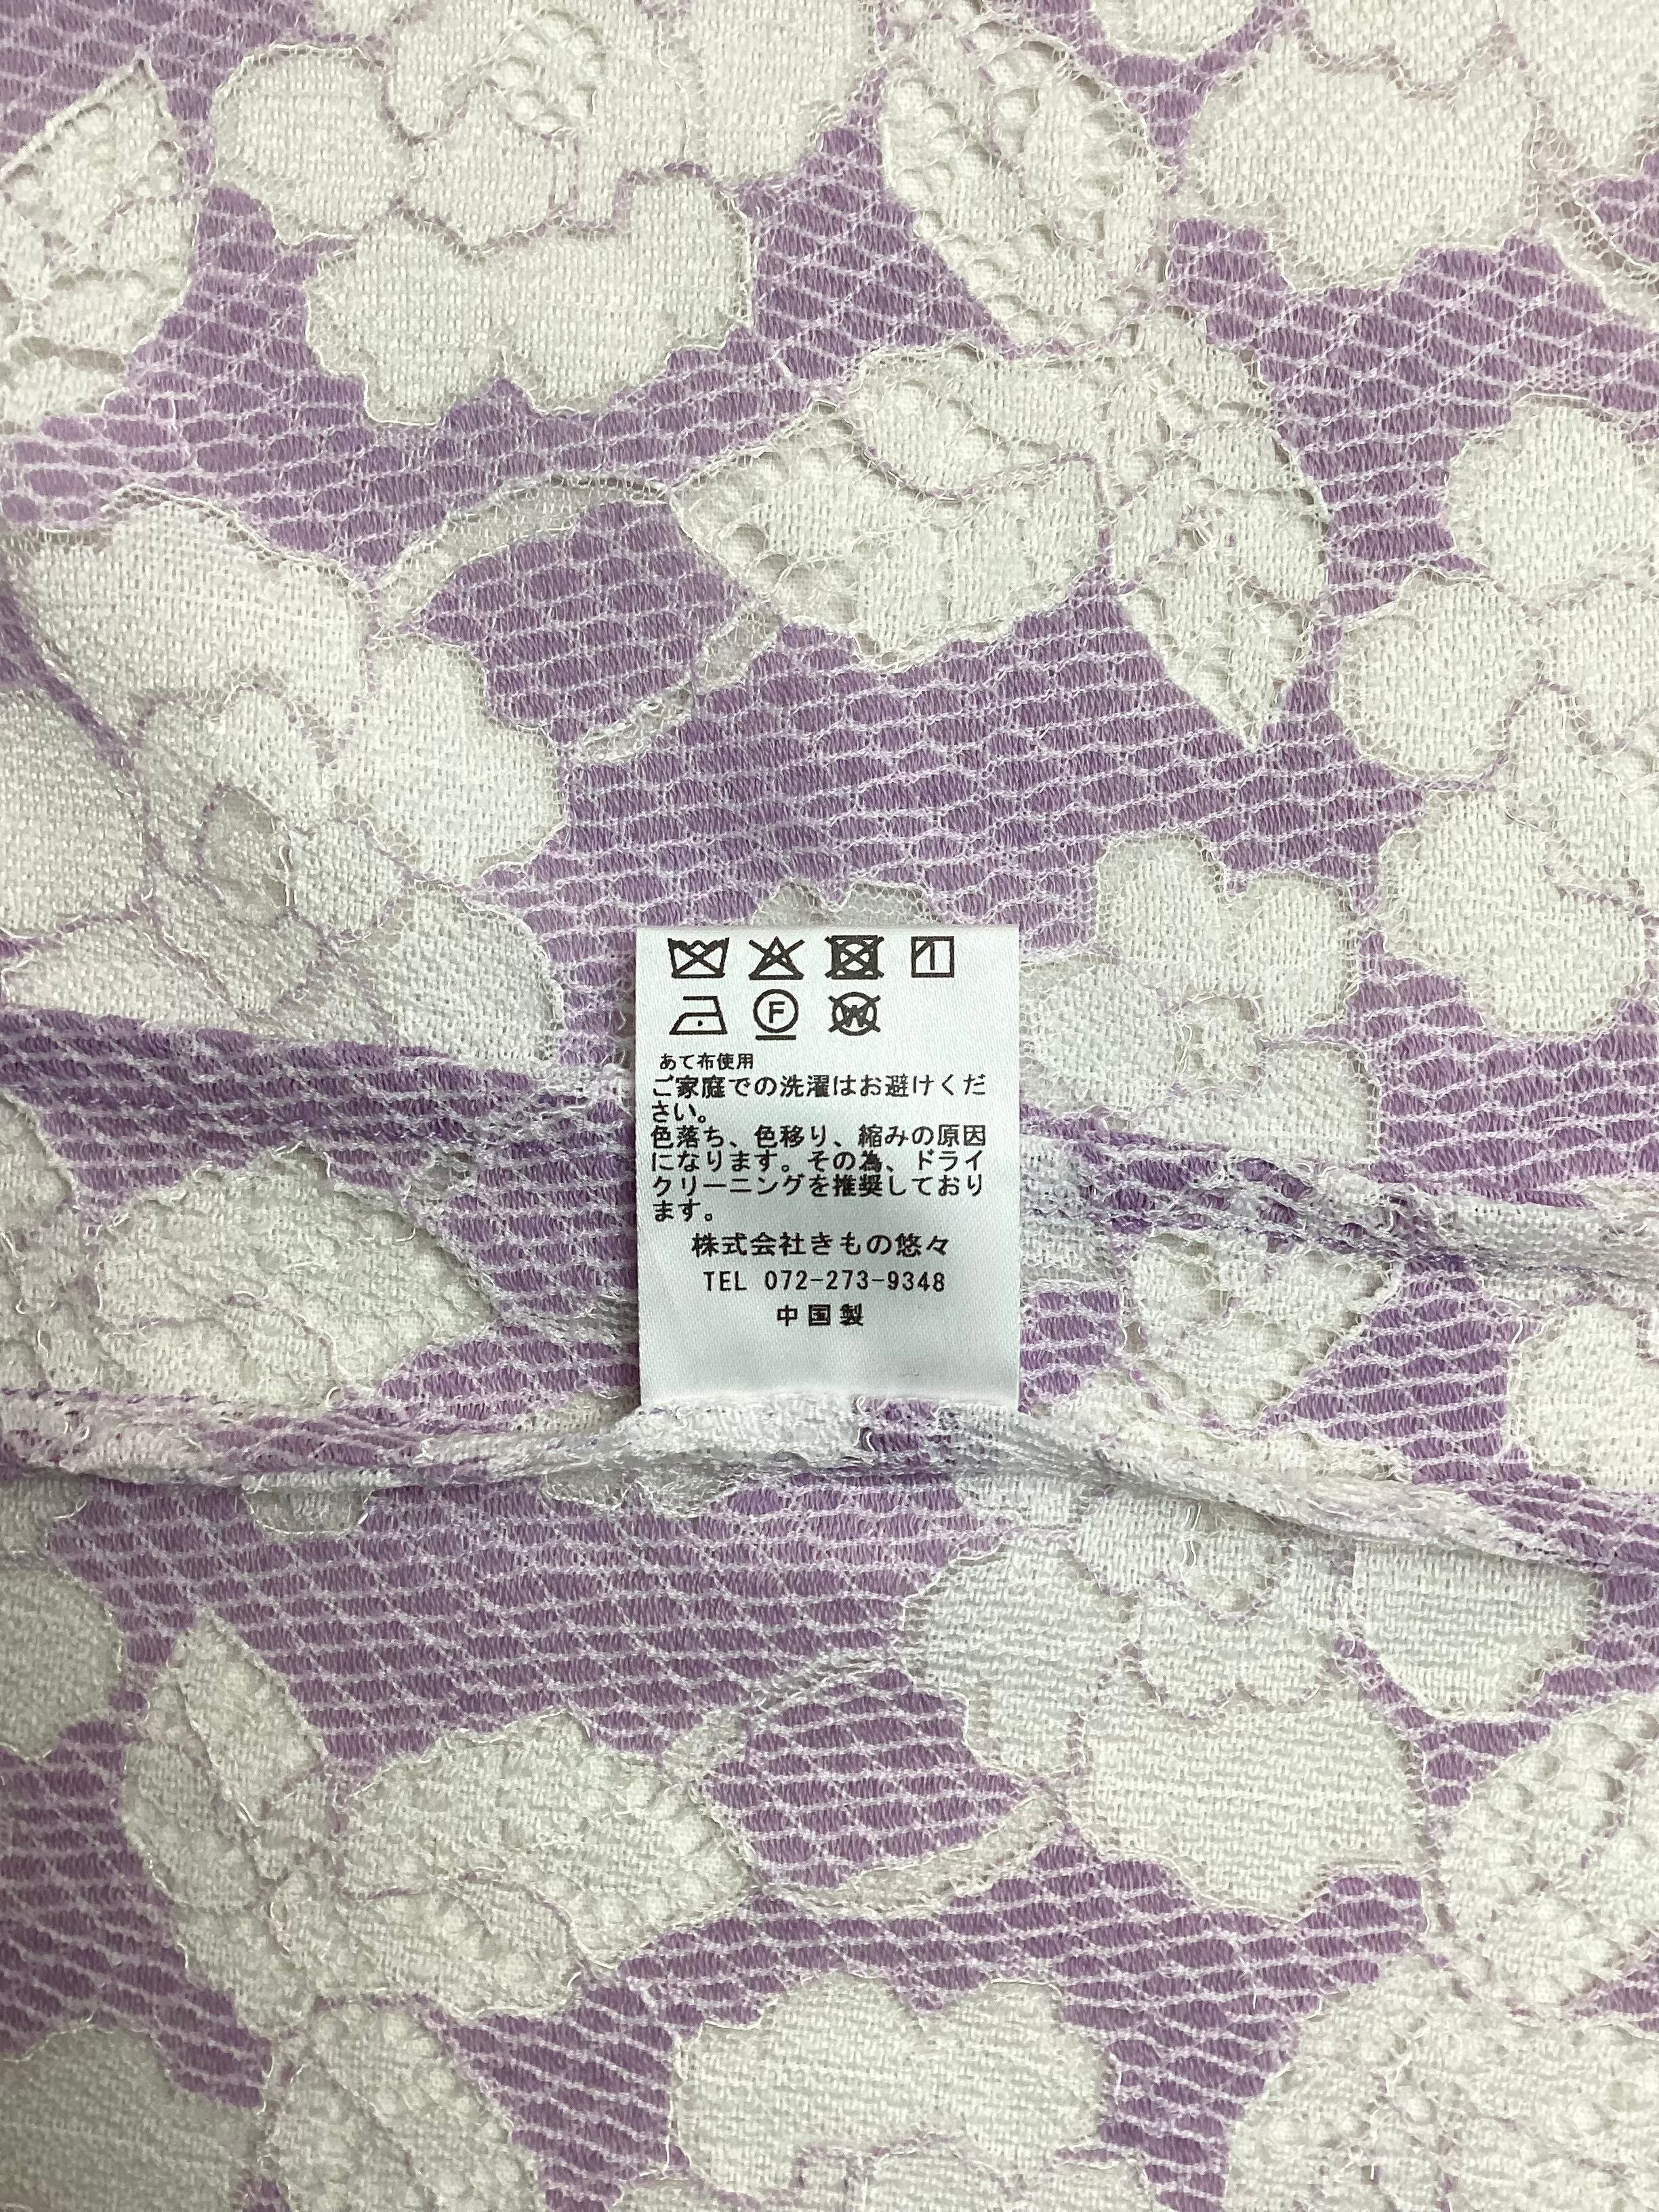 F W
あて布使用
ご家庭での洗濯はお避けくだ
さい。
色落ち、色移り、縮みの原因
になります。その為、ドライ
クリーニングを推奨しており
ます。
株式会社きもの悠々
TEL 072-273-9348
中国製